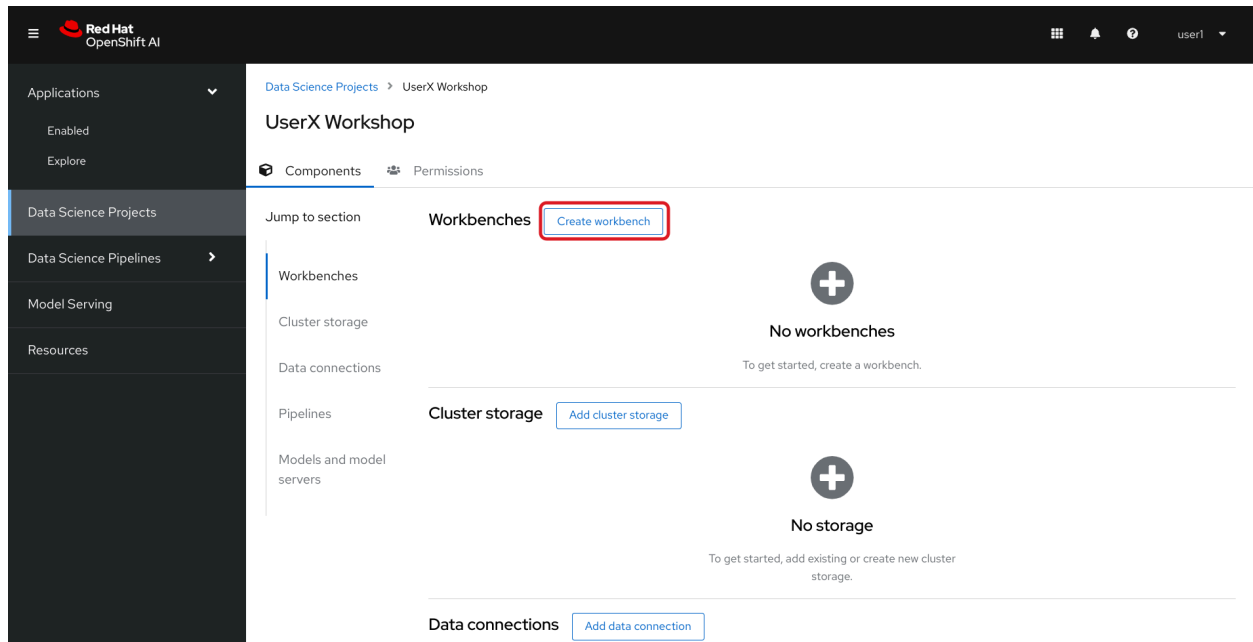 Red Hat
OpenShift AI
user1
Applications
Enabled
Explore
Data Science Projects
Data Science Pipelines
Model Serving
Resources
Data Science Projects > UserX Workshop
UserX Workshop
Components
Permissions
Jump to section
Workbenches
Cluster storage
Data connections
Pipelines
Models and model
servers
Workbenches
Create workbench
No workbenches
To get started, create a workbench.
Cluster storage
Add cluster storage
No storage
To get started, add existing or create new cluster
storage.
Data connections
Add data connection